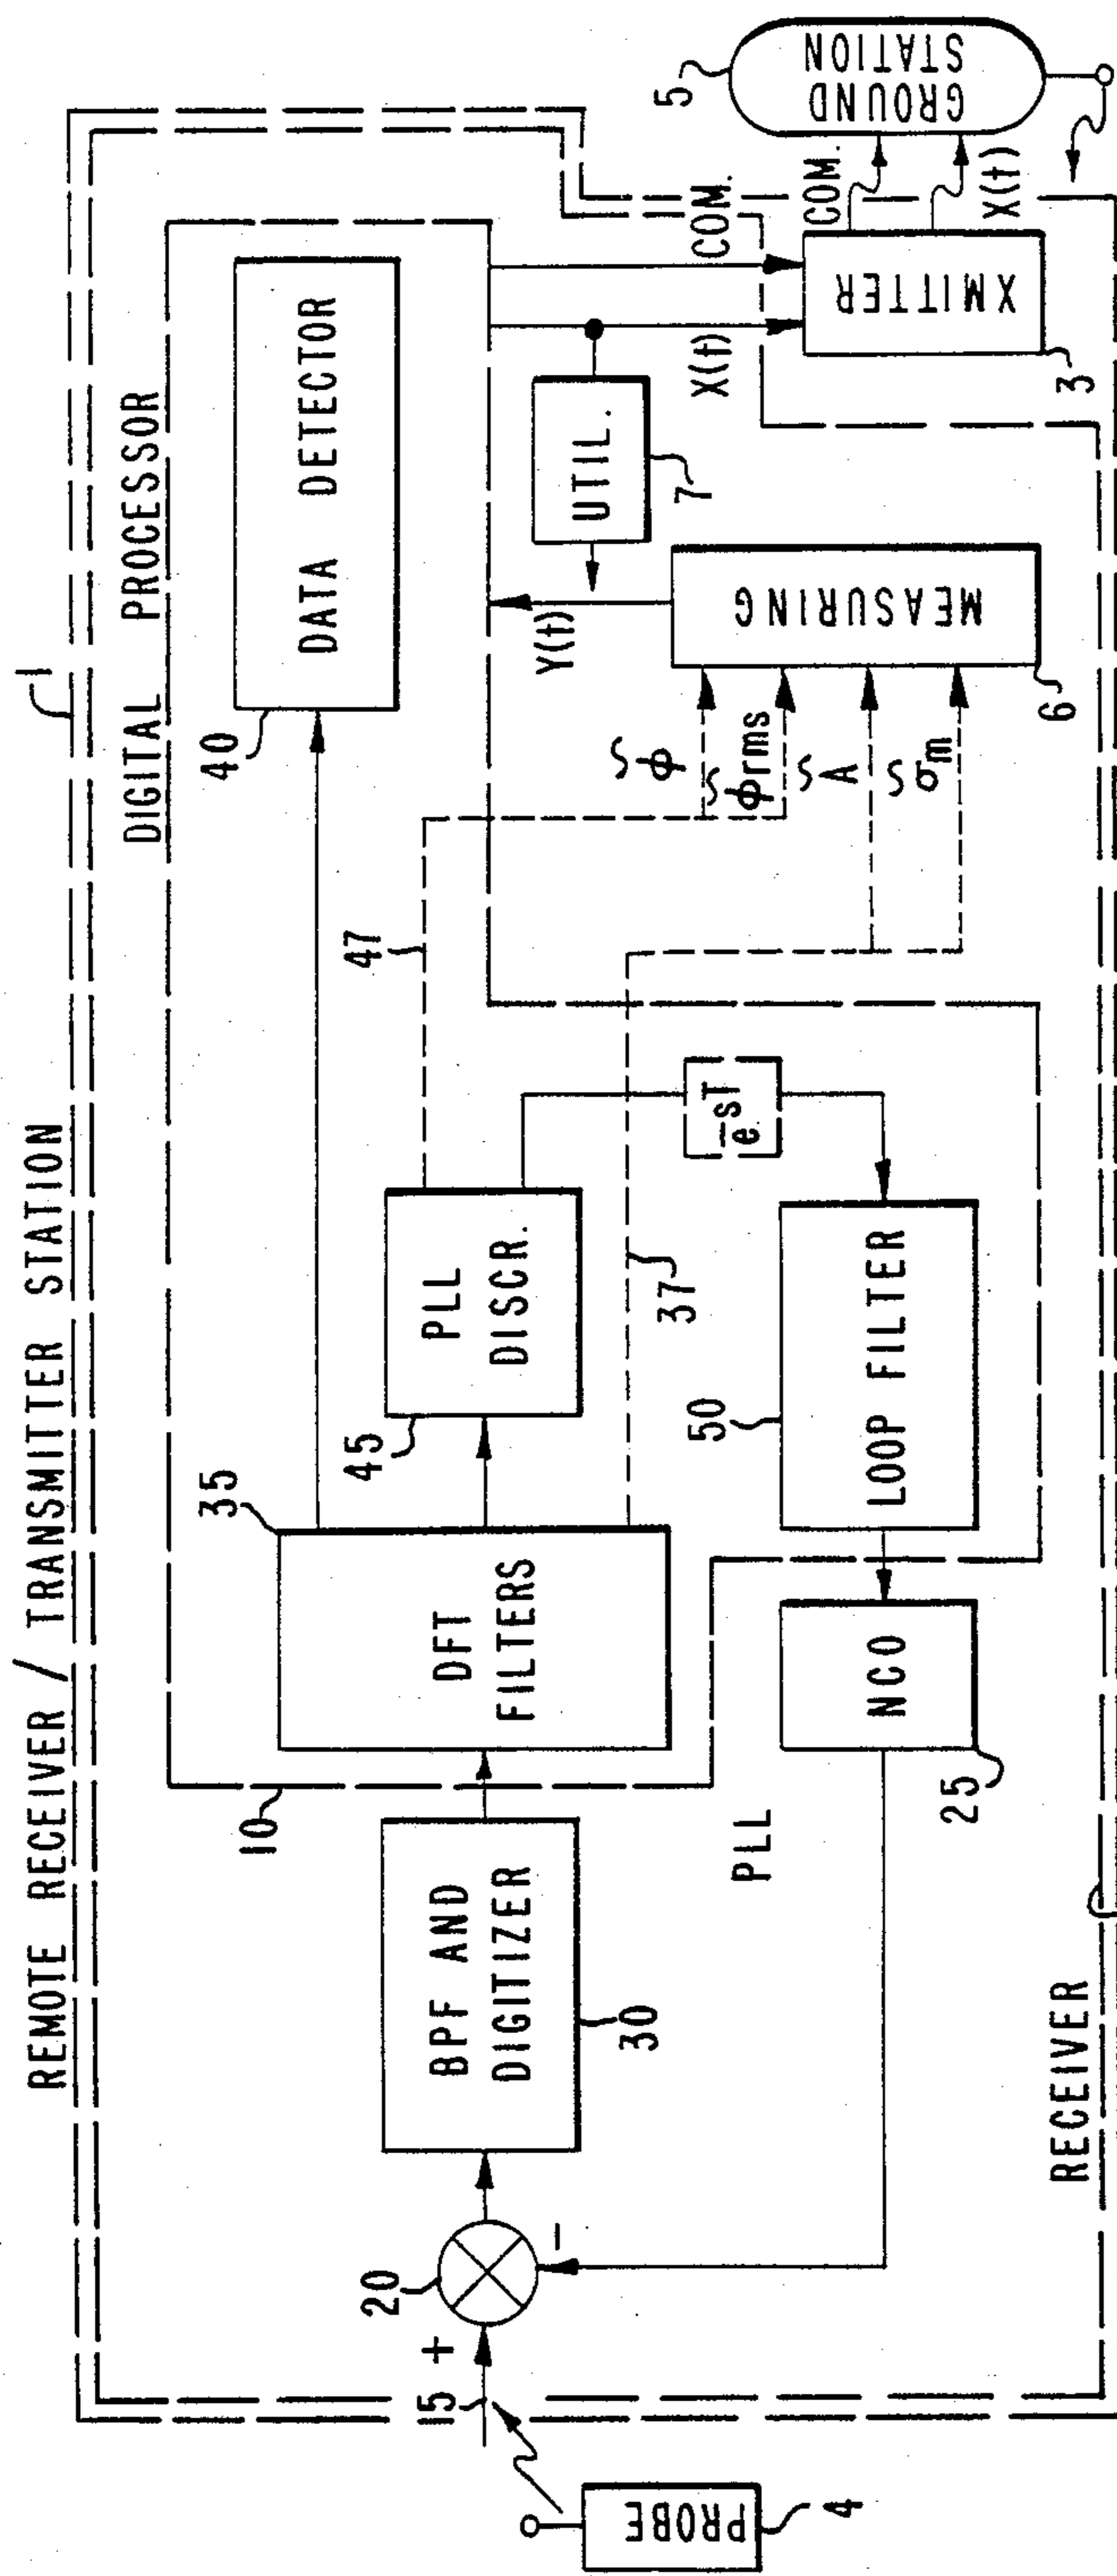 REMOTE RECEIVER / TRANSMITTER STATION
1
DIGITAL PROCESSOR
10
35
40
DATA DETECTOR
15
+
20
-
BPF AND
DIGITIZER
30
DFT
FILTERS
45
PLL
DISCR.
47
37
e-sT
50
LOOP FILTER
NCO
25
PLL
RECEIVER
PROBE
4
ϕ
ϕrms
A
σm
MEASURING
6
Y(t)
UTIL.
7
X(t)
COM.
XMITTER
3
COM.
X(t)
GROUND
STATION
5